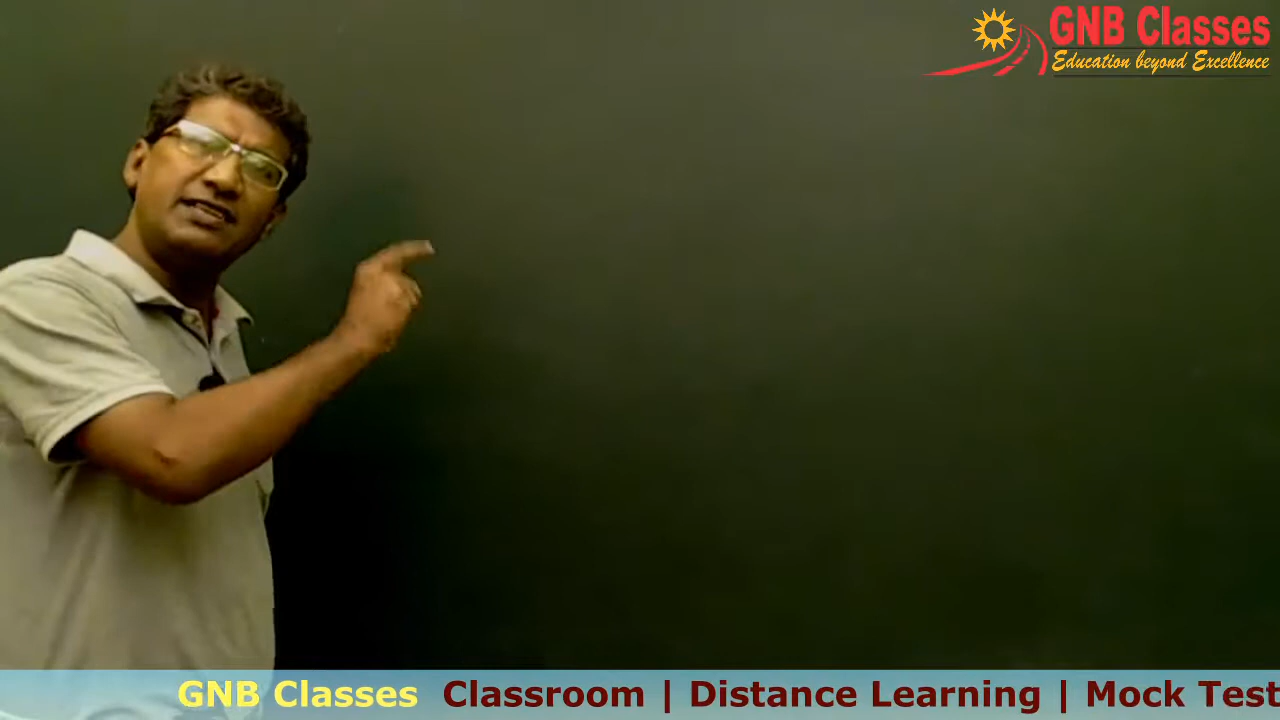 GNB Classes
Education beyond Excellence
GNB Classes Classroom | Distance Learning | Mock Test